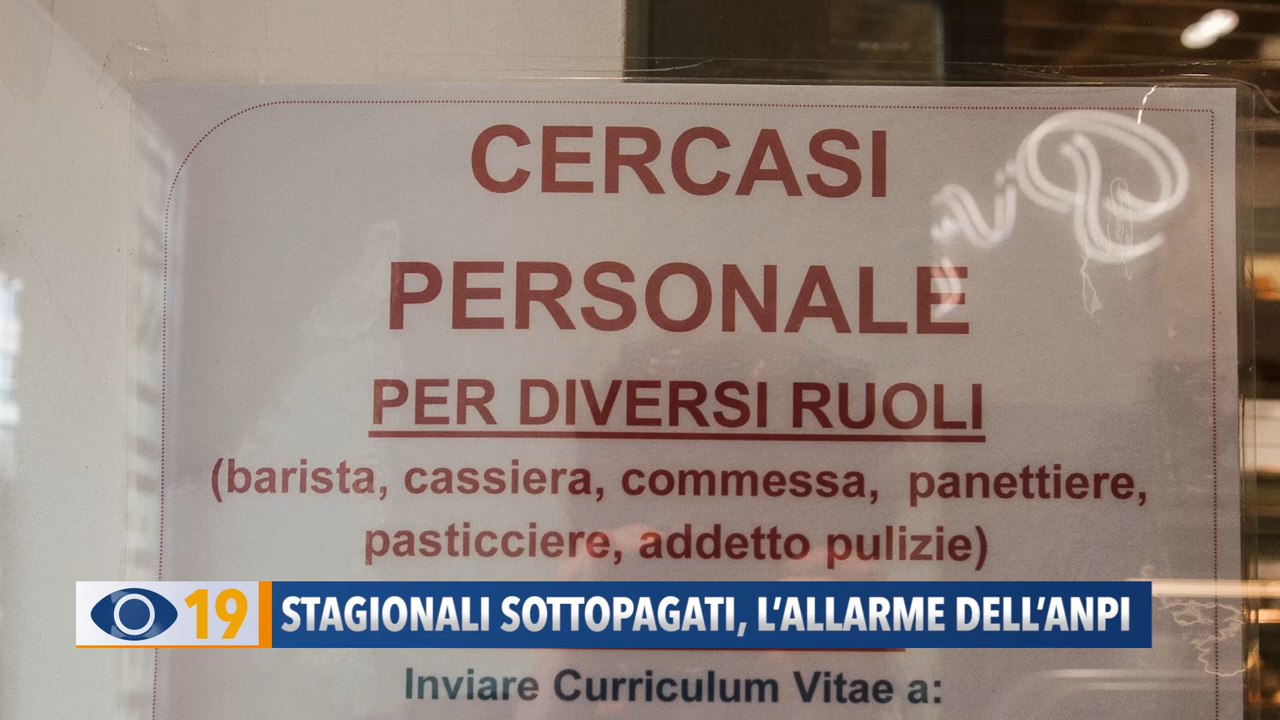 CERCASI
PERSONALE
PER DIVERSI RUOLI
(barista, cassiera, commessa, panettiere,
pasticciere, addetto pulizie)
19 STAGIONALI SOTTOPAGATI, L'ALLARME DELL'ANPI
Inviare Curriculum Vitae a: